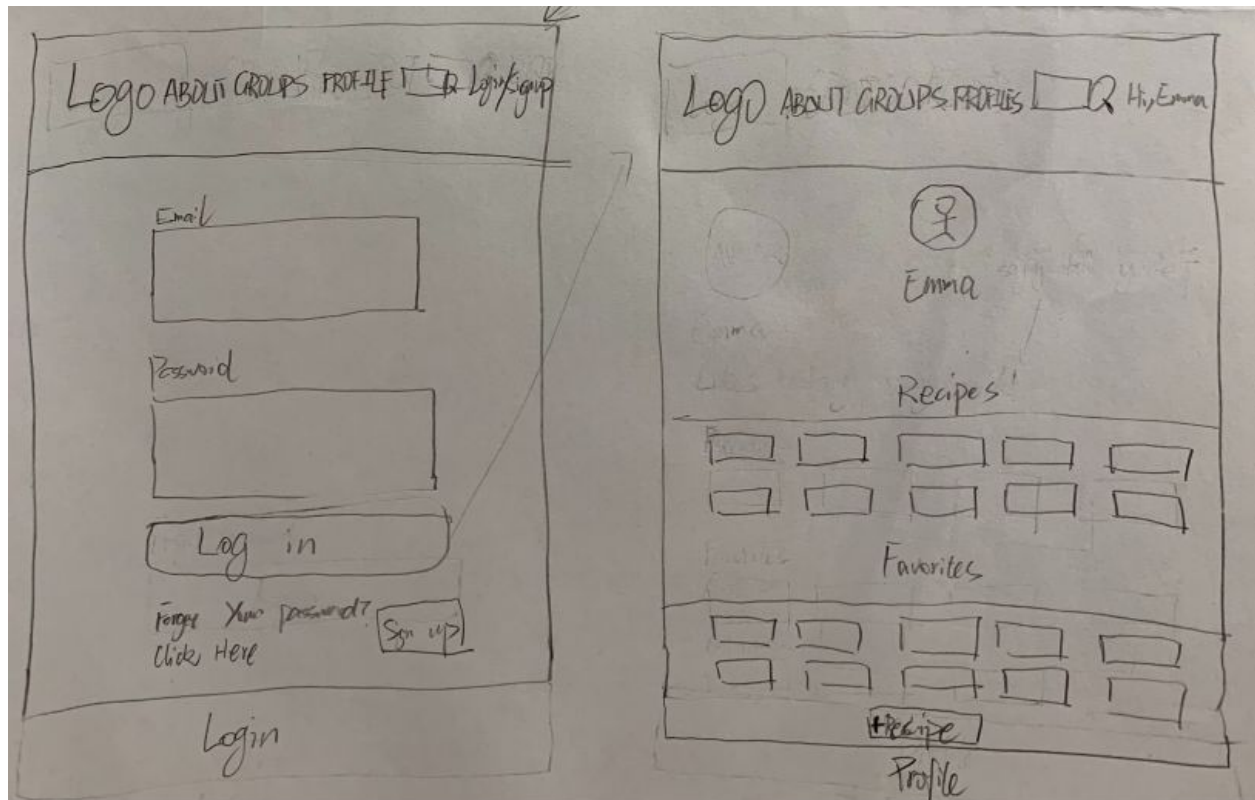 Logo ABOUT GROUPS PROFILE Login/Signup
Email
Password
Log in
Forget Your password?
Click Here
Sign up
Login
Logo ABOUT GROUPS PROFILES Hi, Emma
Emma
Recipes
Favorites
+Recipe
Profile